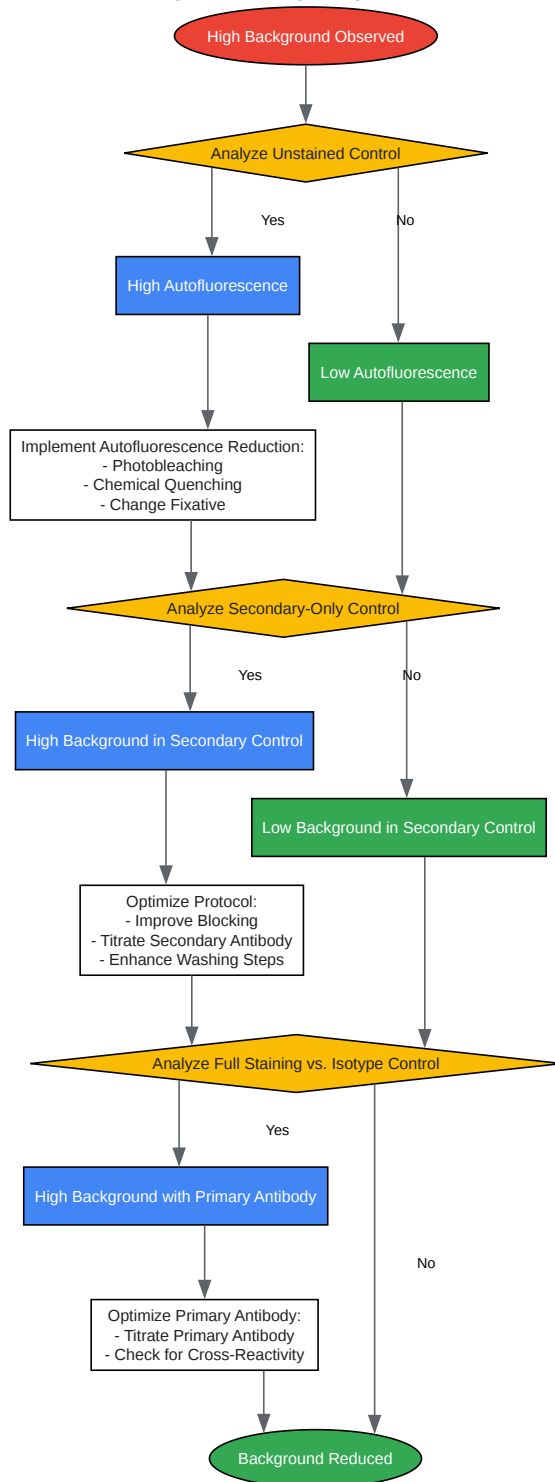 High Background Observed
Analyze Unstained Control
Yes
No
High Autofluorescence
Low Autofluorescence
Implement Autofluorescence Reduction:
- Photobleaching
- Chemical Quenching
- Change Fixative
Analyze Secondary-Only Control
Yes
No
High Background in Secondary Control
Low Background in Secondary Control
Optimize Protocol:
- Improve Blocking
- Titrate Secondary Antibody
- Enhance Washing Steps
Analyze Full Staining vs. Isotype Control
Yes
High Background with Primary Antibody
No
Optimize Primary Antibody:
- Titrate Primary Antibody
- Check for Cross-Reactivity
Background Reduced